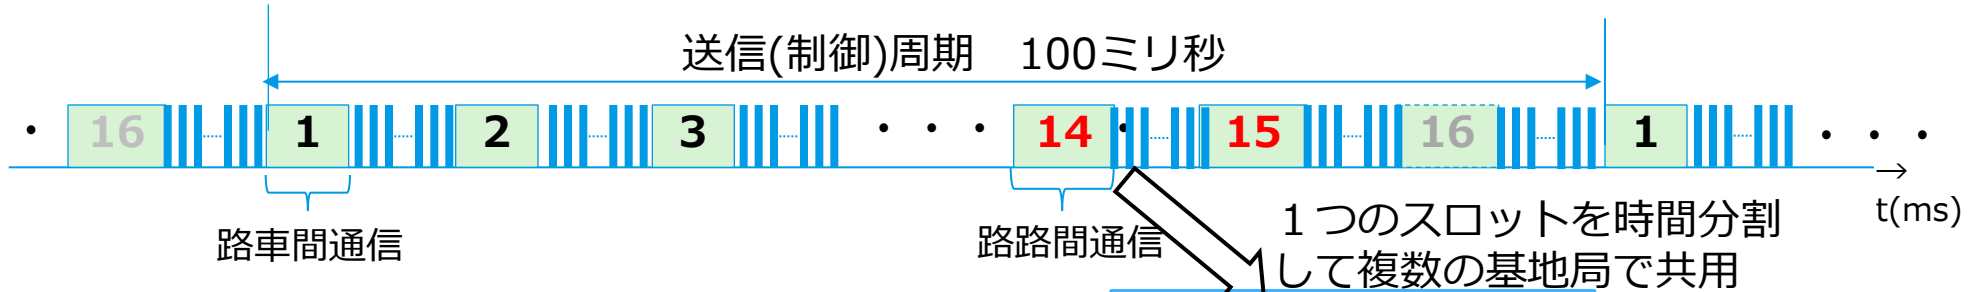 送信(制御)周期　100ミリ秒
・ 16 1 2 3 ・・・ 14 15 16 1 ・・・
→
t(ms)
路車間通信
路路間通信
１つのスロットを時間分割
して複数の基地局で共用